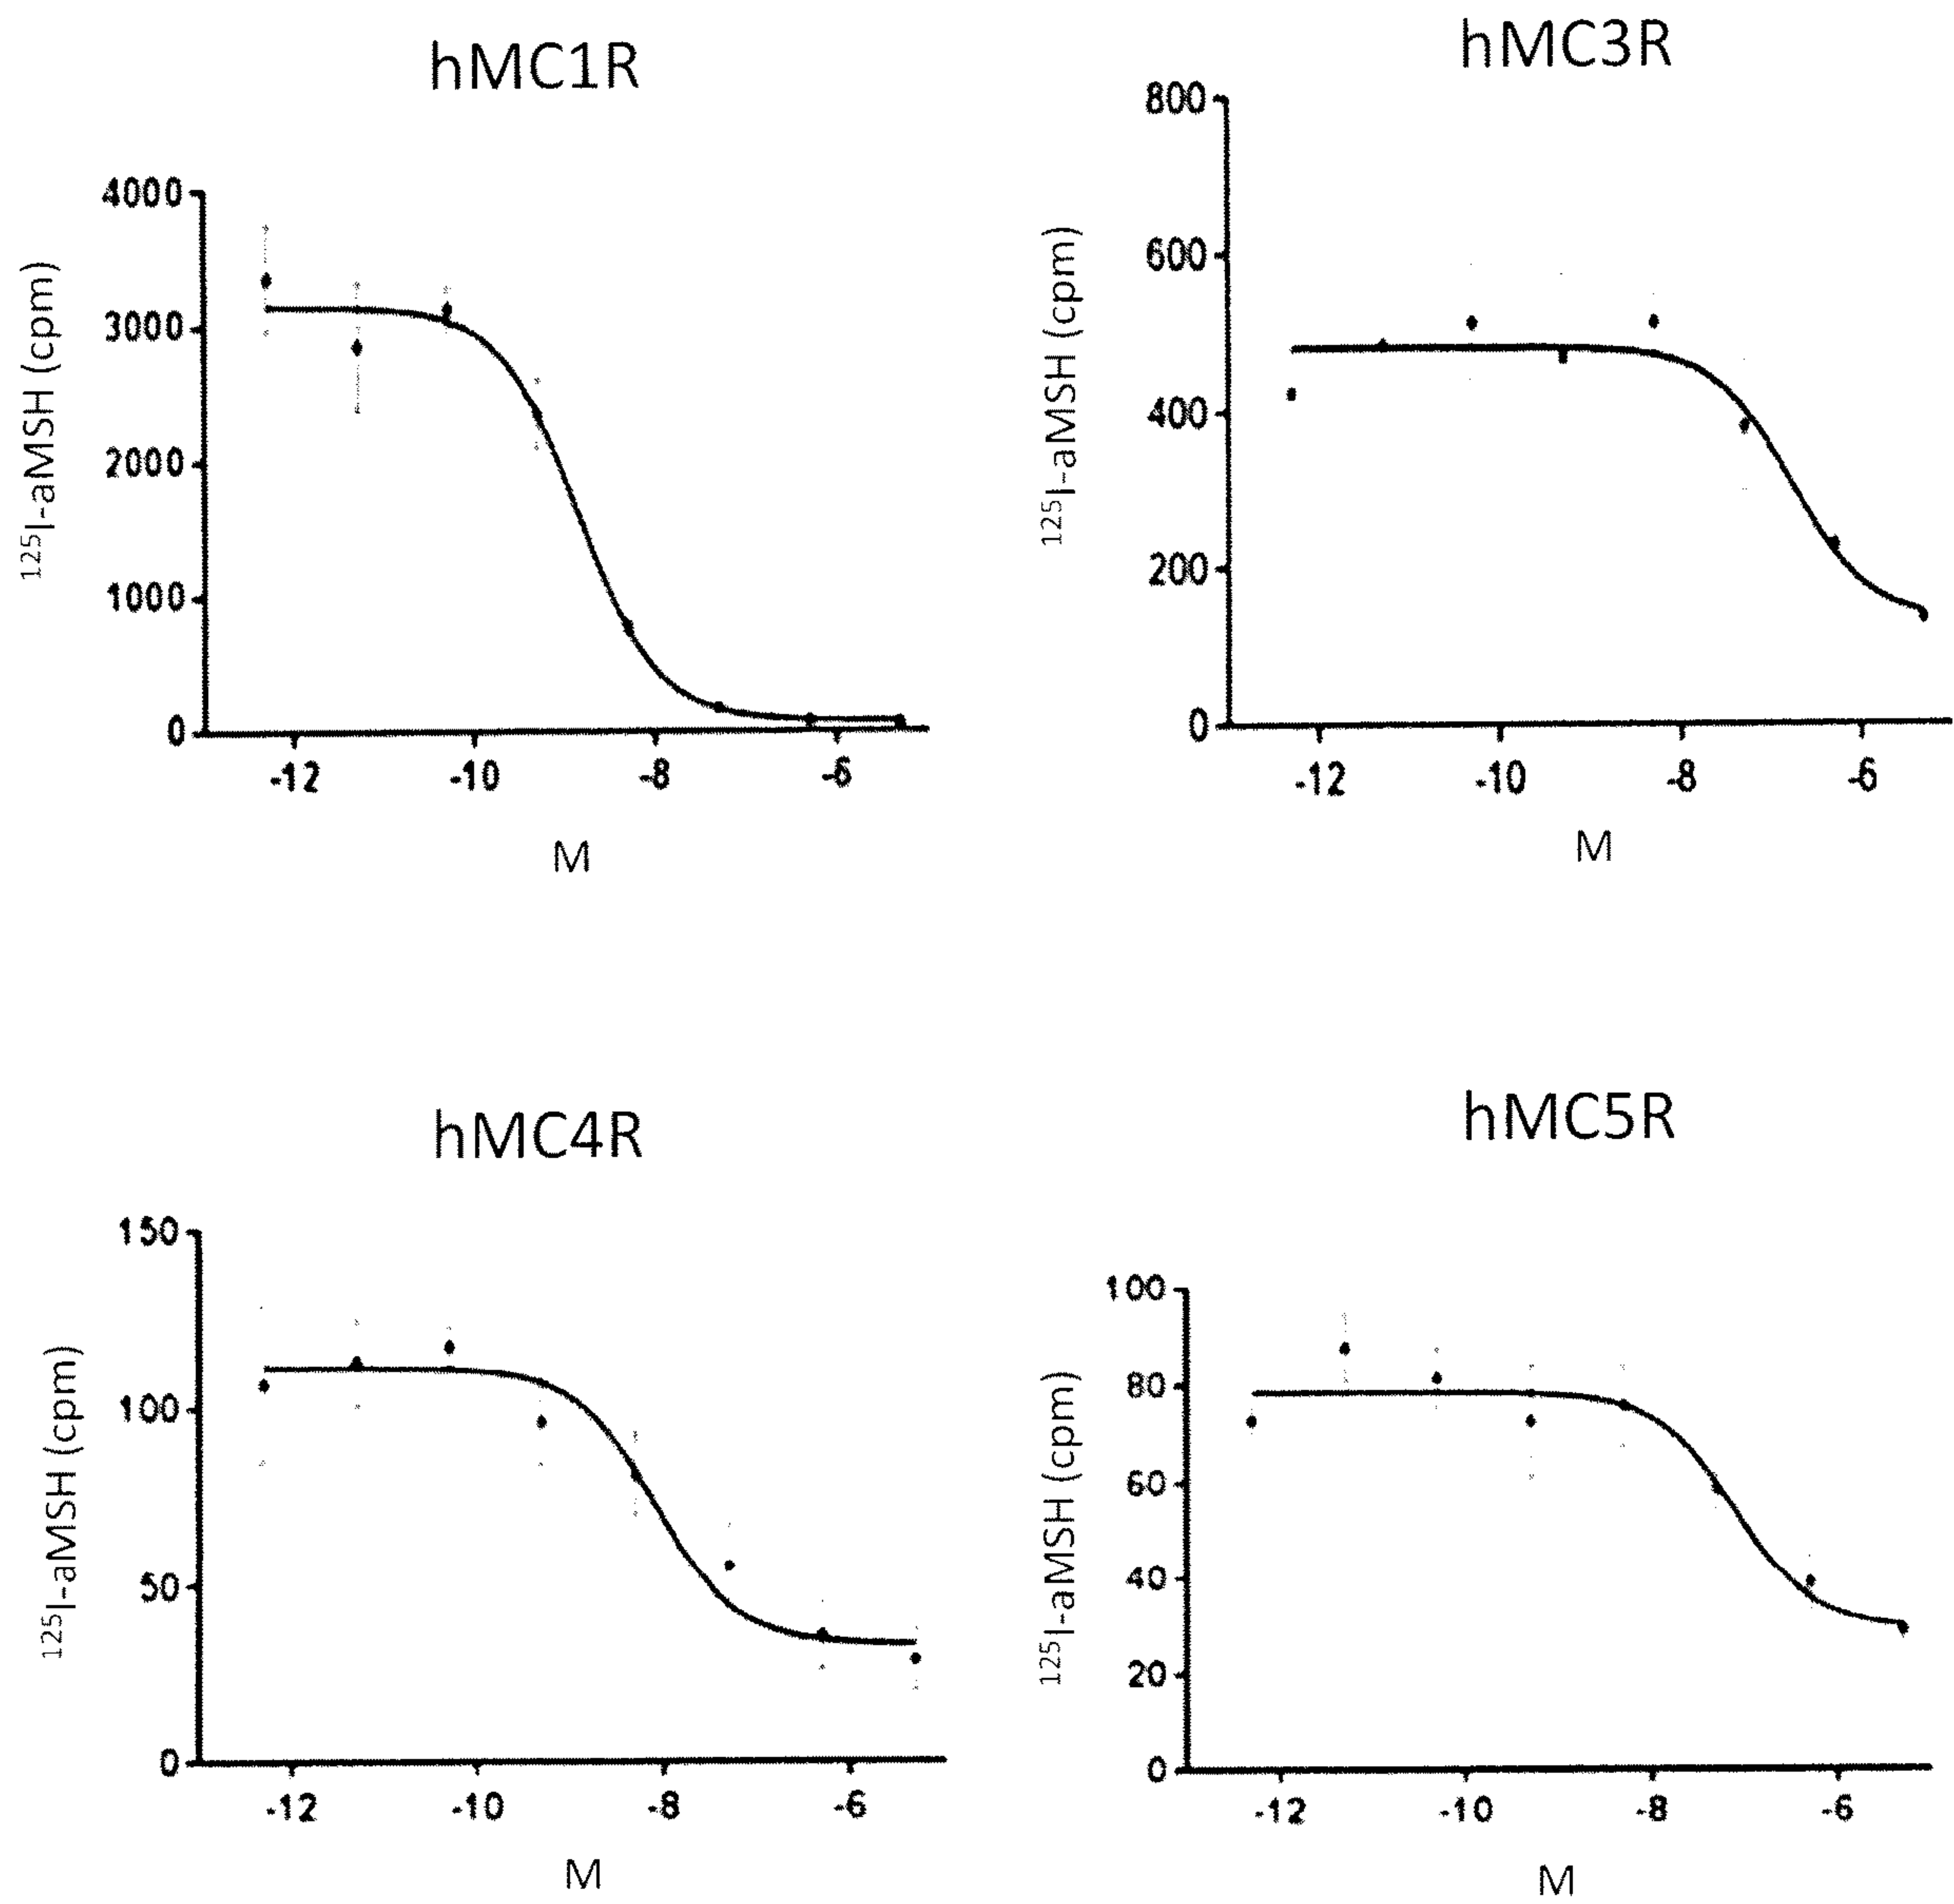 hMC1R
4000
3000
2000
1000
0
-12 -10 -8 -6
¹²⁵I-aMSH (cpm)
M
hMC3R
800
600
400
200
0
-12 -10 -8 -6
¹²⁵I-aMSH (cpm)
M
hMC4R
150
100
50
0
-12 -10 -8 -6
¹²⁵I-aMSH (cpm)
M
hMC5R
100
80
60
40
20
0
-12 -10 -8 -6
¹²⁵I-aMSH (cpm)
M